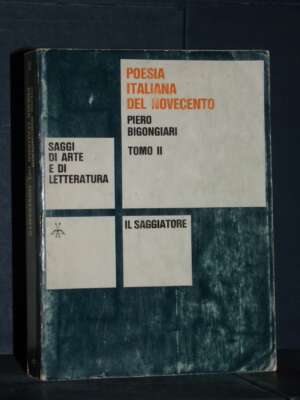 POESIA
ITALIANA
DEL NOVECENTO
PIERO
BIGONGIARI
TOMO II
SAGGI
DI ARTE
E DI
LETTERATURA
IL SAGGIATORE